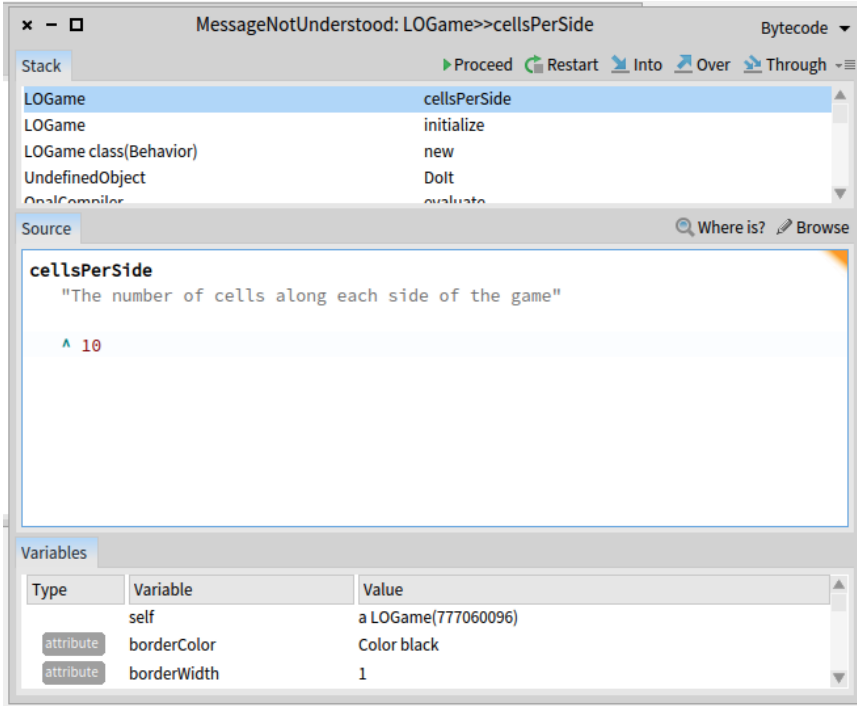 MessageNotUnderstood: LOGame>>cellsPerSide Bytecode
Stack Proceed Restart Into Over Through
LOGame cellsPerSide
LOGame initialize
LOGame class(Behavior) new
UndefinedObject DoIt
OpalCompiler evaluate
Source Where is? Browse
cellsPerSide
"The number of cells along each side of the game"
^ 10
Variables
Type Variable Value
self a LOGame(777060096)
attribute borderColor Color black
attribute borderWidth 1